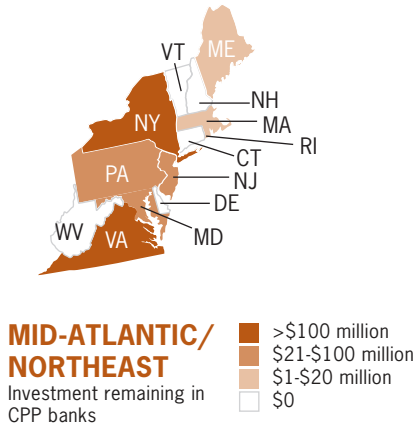 ME
VT
NH
NY
MA
RI
CT
PA
NJ
DE
WV
VA
MD
MID-ATLANTIC/
NORTHEAST
Investment remaining in
CPP banks
>$100 million
$21-$100 million
$1-$20 million
$0